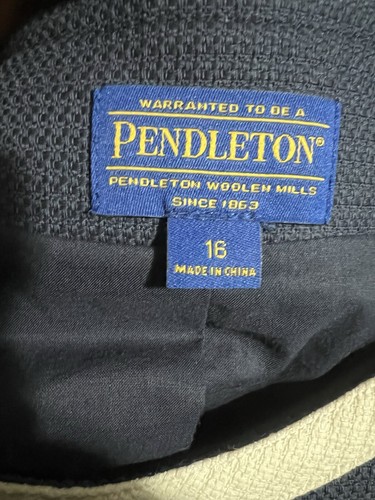 WARRANTED TO BE A
PENDLETON®
PENDLETON WOOLEN MILLS
SINCE 1863
16
MADE IN CHINA